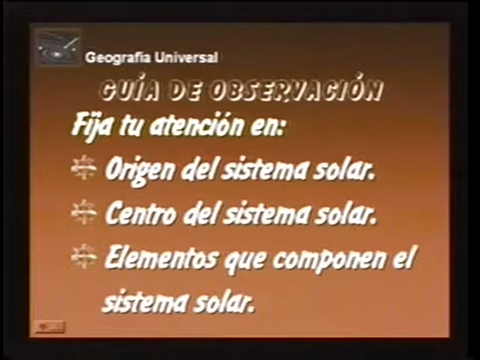 Geografía Universal
GUÍA DE OBSERVACIÓN
Fija tu atención en:
Origen del sistema solar.
Centro del sistema solar.
Elementos que componen el
sistema solar.